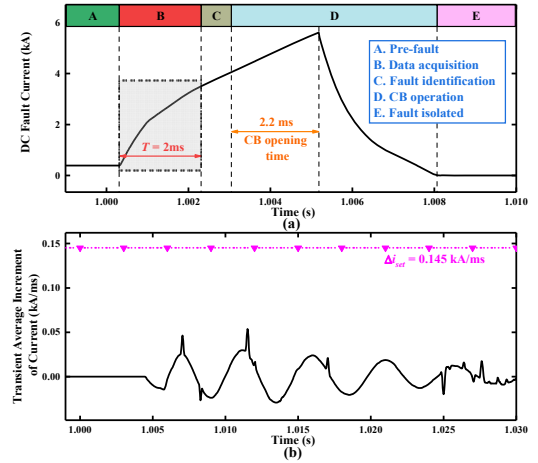 A B C D E
6
4
2
0
DC Fault Current (kA)
A. Pre-fault
B. Data acquisition
C. Fault identification
D. CB operation
E. Fault isolated
T = 2ms
2.2 ms
CB opening
time
1.000 1.002 1.004 1.006 1.008 1.010
Time (s)
(a)
0.15
0.10
0.05
0.00
Transient Average Increment
of Current (kA/ms)
Δi_set = 0.145 kA/ms
1.000 1.005 1.010 1.015 1.020 1.025 1.030
Time (s)
(b)